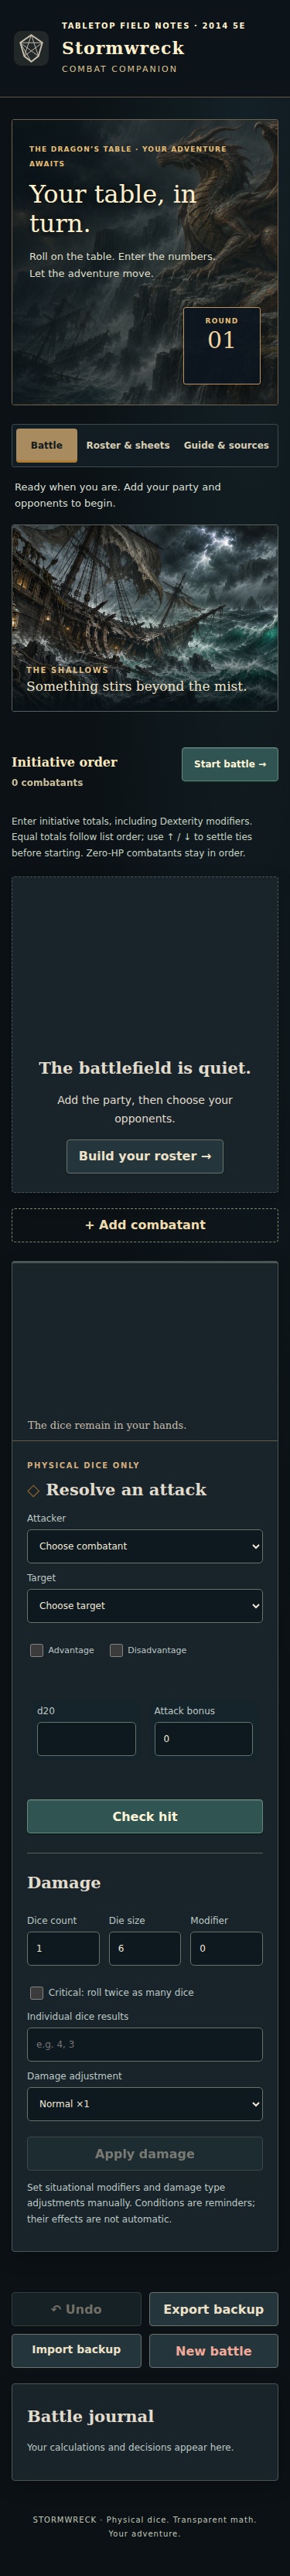 TABLETOP FIELD NOTES · 2014 5E
Stormwreck
COMBAT COMPANION
THE DRAGON'S TABLE · YOUR ADVENTURE
AWAITS
Your table, in
turn.
Roll on the table. Enter the numbers.
Let the adventure move.
ROUND
01
Battle
Roster & sheets
Guide & sources
Ready when you are. Add your party and
opponents to begin.
THE SHALLOWS
Something stirs beyond the mist.
Initiative order
0 combatants
Start battle →
Enter initiative totals, including Dexterity modifiers.
Equal totals follow list order; use ↑ / ↓ to settle ties
before starting. Zero-HP combatants stay in order.
The battlefield is quiet.
Add the party, then choose your
opponents.
Build your roster →
+ Add combatant
The dice remain in your hands.
PHYSICAL DICE ONLY
◇ Resolve an attack
Attacker
Choose combatant
Target
Choose target
Advantage
Disadvantage
d20
Attack bonus
0
Check hit
Damage
Dice count
Die size
Modifier
1
6
0
Critical: roll twice as many dice
Individual dice results
e.g. 4, 3
Damage adjustment
Normal ×1
Apply damage
Set situational modifiers and damage type
adjustments manually. Conditions are reminders;
their effects are not automatic.
↶ Undo
Export backup
Import backup
New battle
Battle journal
Your calculations and decisions appear here.
STORMWRECK · Physical dice. Transparent math.
Your adventure.